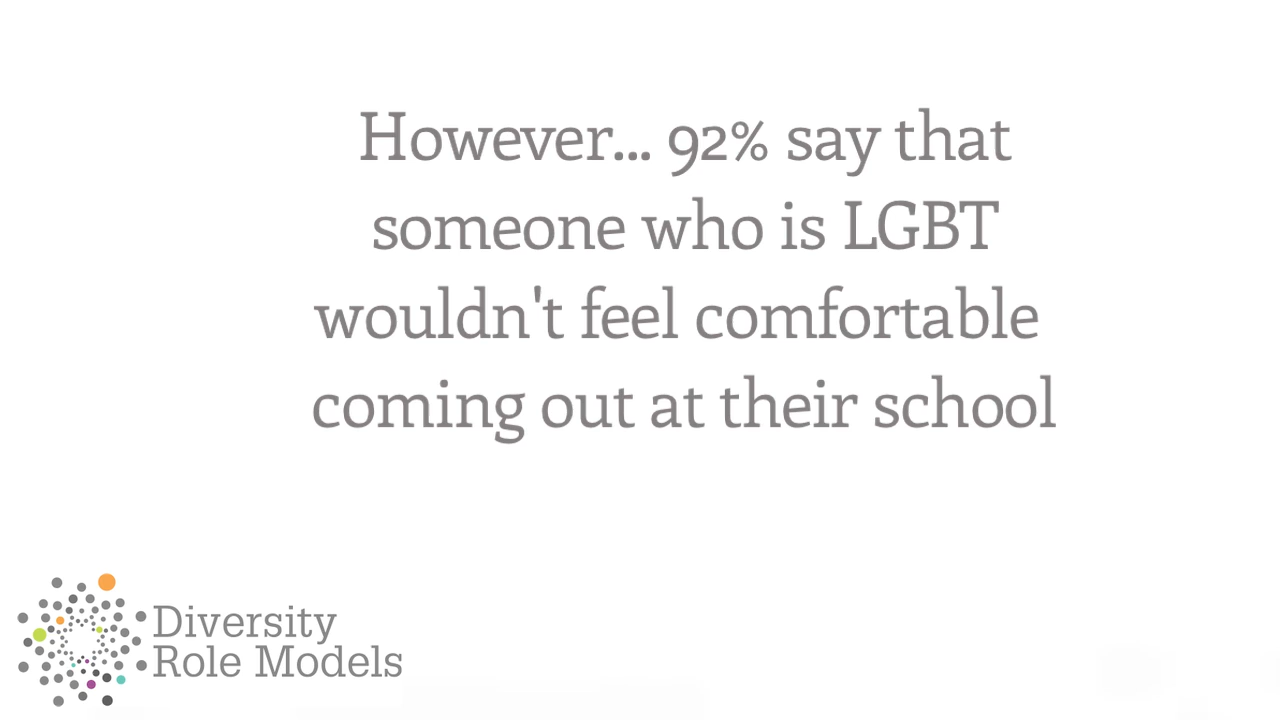 However... 92% say that
someone who is LGBT
wouldn't feel comfortable
coming out at their school
Diversity
Role Models